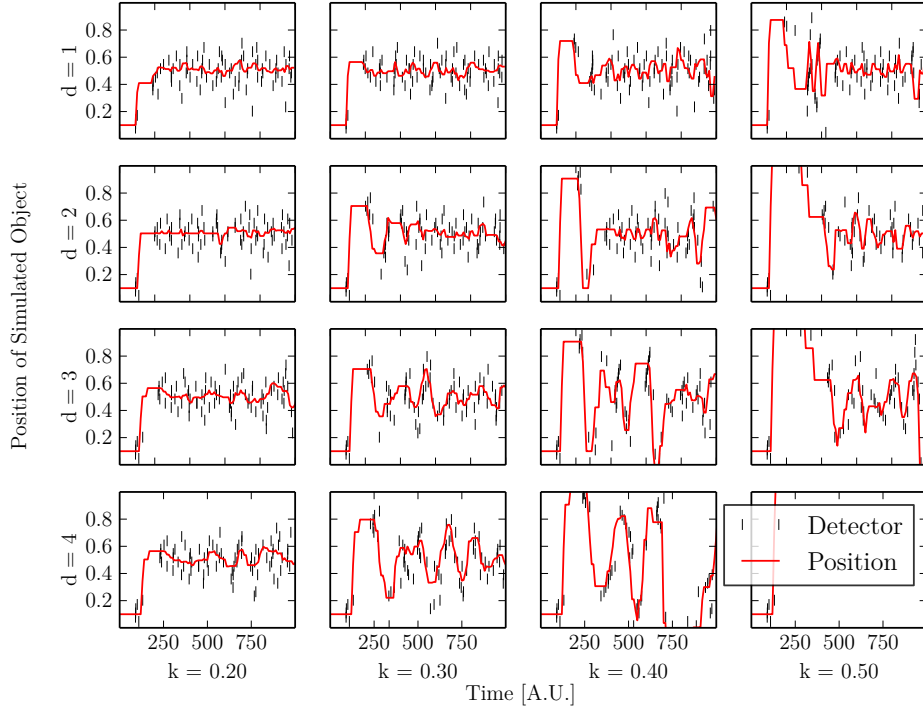 Position of Simulated Object
d = 1
0.8
0.6
0.4
0.2
d = 2
0.8
0.6
0.4
0.2
d = 3
0.8
0.6
0.4
0.2
d = 4
0.8
0.6
0.4
0.2
Detector
Position
250 500 750 250 500 750 250 500 750 250 500 750
k = 0.20 k = 0.30 k = 0.40 k = 0.50
Time [A.U.]